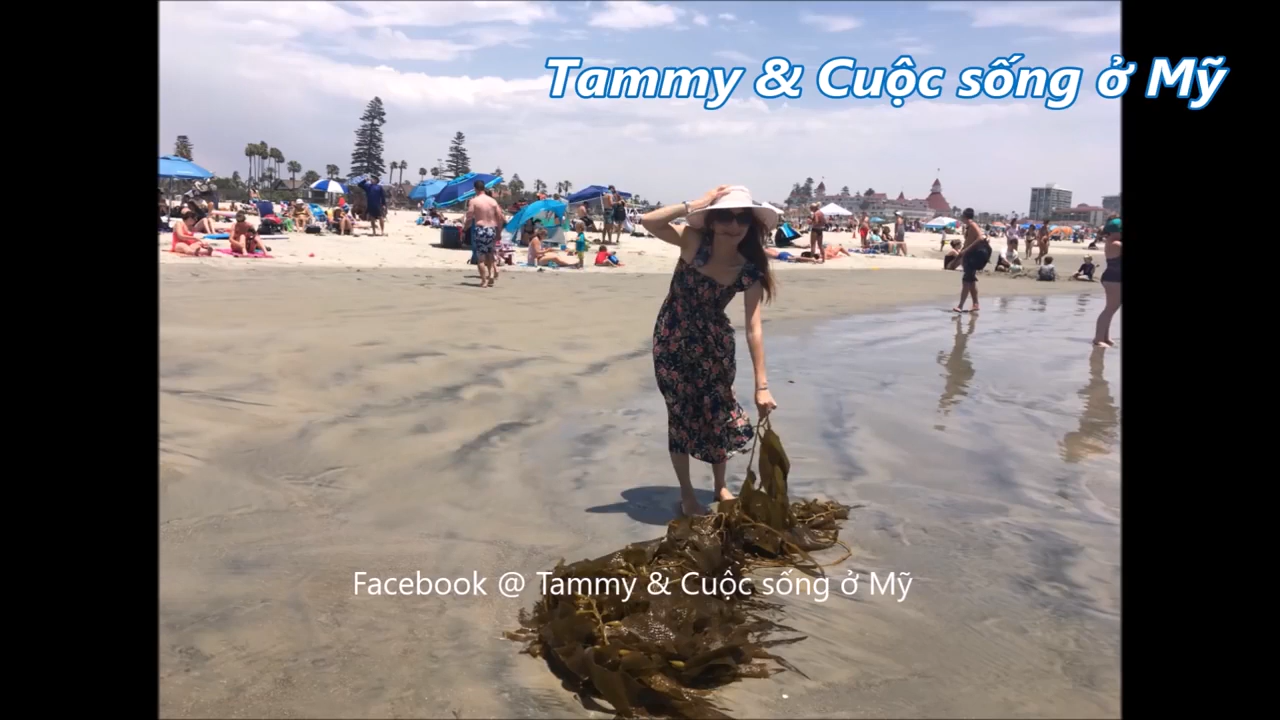 Tammy & Cuộc sống ở Mỹ
Facebook @ Tammy & Cuộc sống ở Mỹ